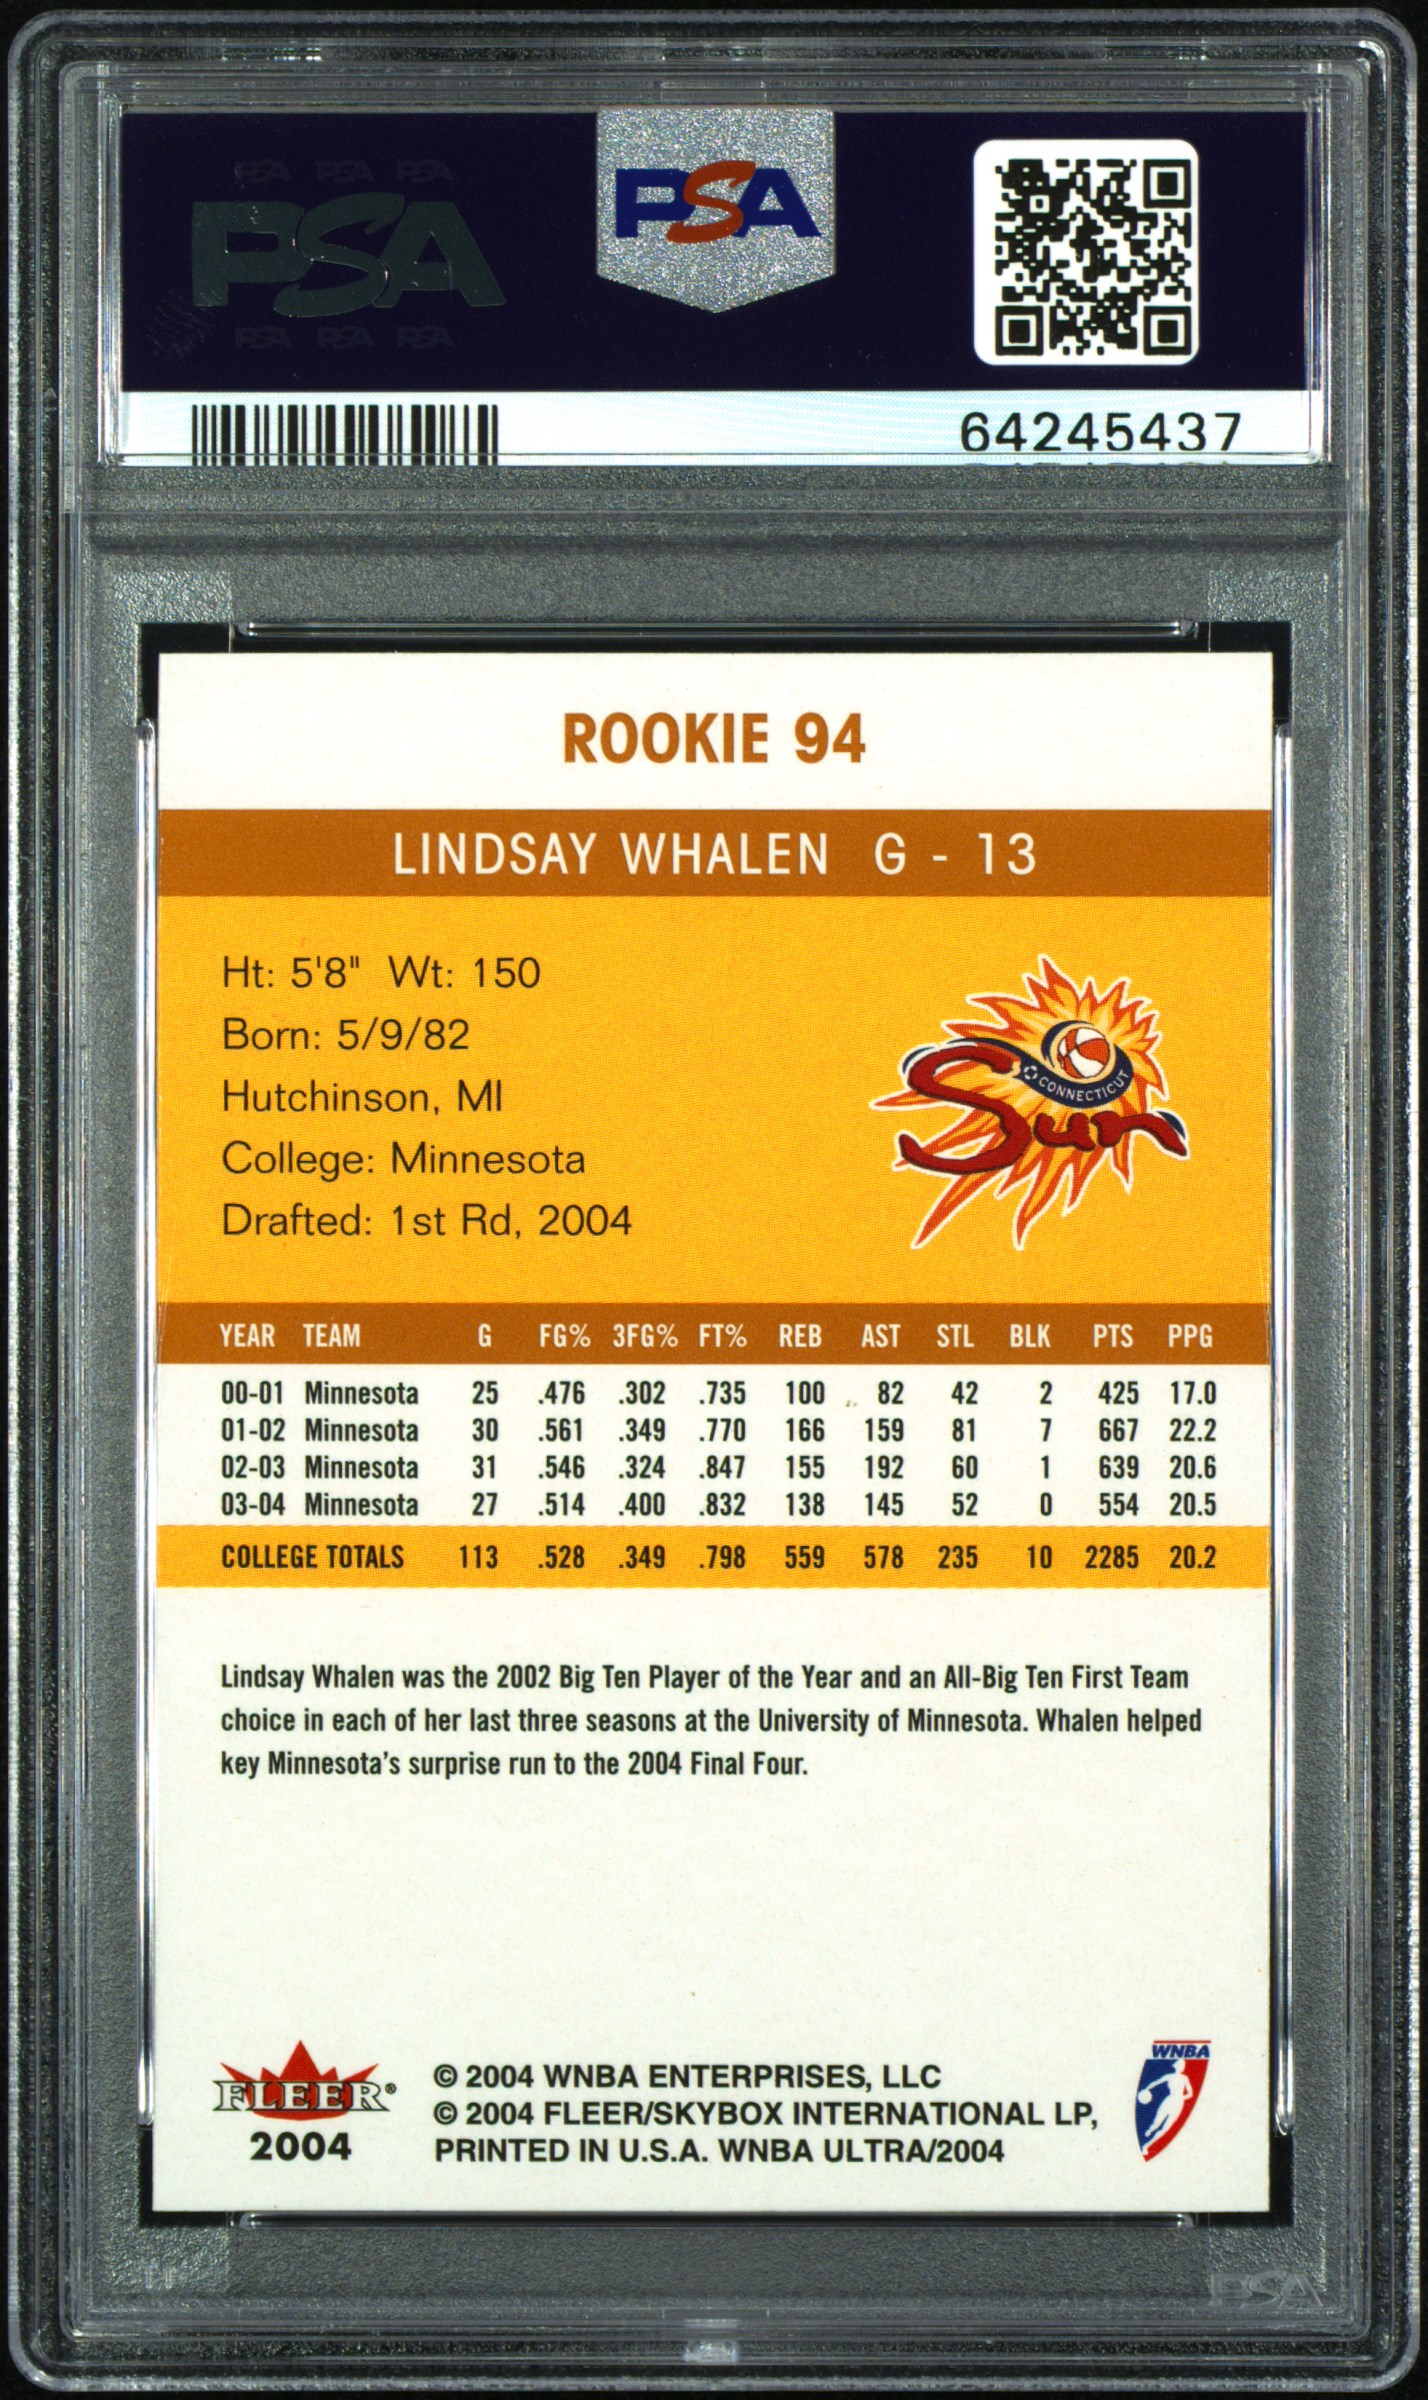 PSA PSA PSA
PSA
PSA PSA PSA
PSA
64245437
ROOKIE 94
LINDSAY WHALEN G - 13
Ht: 5'8" Wt: 150
Born: 5/9/82
Hutchinson, MI
College: Minnesota
Drafted: 1st Rd, 2004
CONNECTICUT
Sun
YEAR TEAM G FG% 3FG% FT% REB AST STL BLK PTS PPG
00-01 Minnesota 25 .476 .302 .735 100 82 42 2 425 17.0
01-02 Minnesota 30 .561 .349 .770 166 159 81 7 667 22.2
02-03 Minnesota 31 .546 .324 .847 155 192 60 1 639 20.6
03-04 Minnesota 27 .514 .400 .832 138 145 52 0 554 20.5
COLLEGE TOTALS 113 .528 .349 .798 559 578 235 10 2285 20.2
Lindsay Whalen was the 2002 Big Ten Player of the Year and an All-Big Ten First Team
choice in each of her last three seasons at the University of Minnesota. Whalen helped
key Minnesota's surprise run to the 2004 Final Four.
FLEER®
2004
© 2004 WNBA ENTERPRISES, LLC
© 2004 FLEER/SKYBOX INTERNATIONAL LP,
PRINTED IN U.S.A. WNBA ULTRA/2004
WNBA
PSA